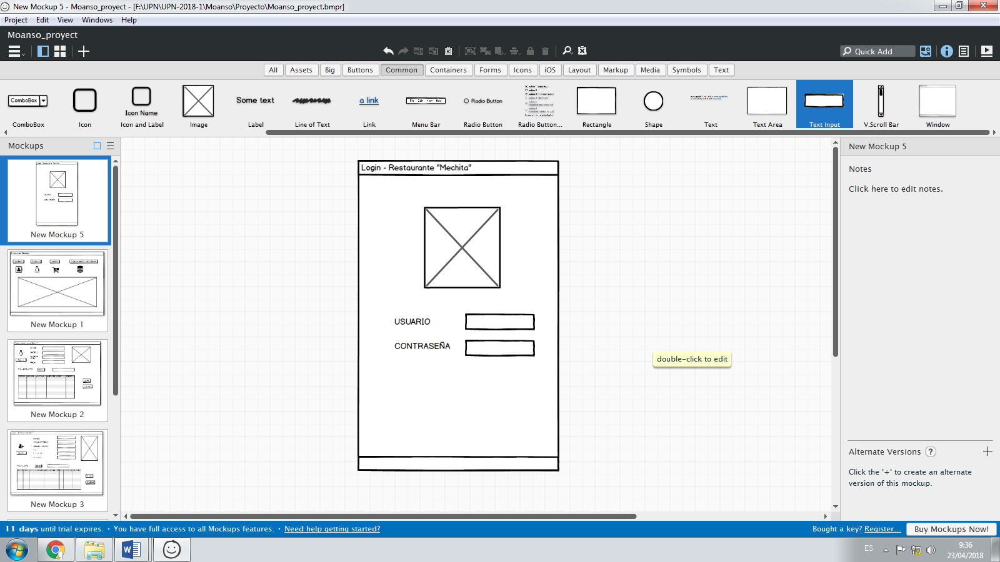 New Mockup 5 - Moanso_proyect - [F:\UPN\UPN-2018-1\Moanso\Proyecto\Moanso_proyect.bmpr]
Project Edit View Windows Help
Moanso_proyect
Quick Add
All Assets Big Buttons Common Containers Forms Icons iOS Layout Markup Media Symbols Text
ComboBox Icon Name Some text a link File Edit View Help Radio Button
ComboBox Icon Icon and Label Image Label Line of Text Link Menu Bar Radio Button Radio Button... Rectangle Shape Text Text Area Text Input V.Scroll Bar Window
Mockups
New Mockup 5
New Mockup 1
New Mockup 2
New Mockup 3
Login - Restaurante "Mechita"
USUARIO
CONTRASEÑA
double-click to edit
New Mockup 5
Notes
Click here to edit notes.
Alternate Versions ?
Click the '+' to create an alternate
version of this mockup.
11 days until trial expires. · You have full access to all Mockups features. · Need help getting started?
Bought a key? Register... Buy Mockups Now!
ES
9:36
23/04/2018